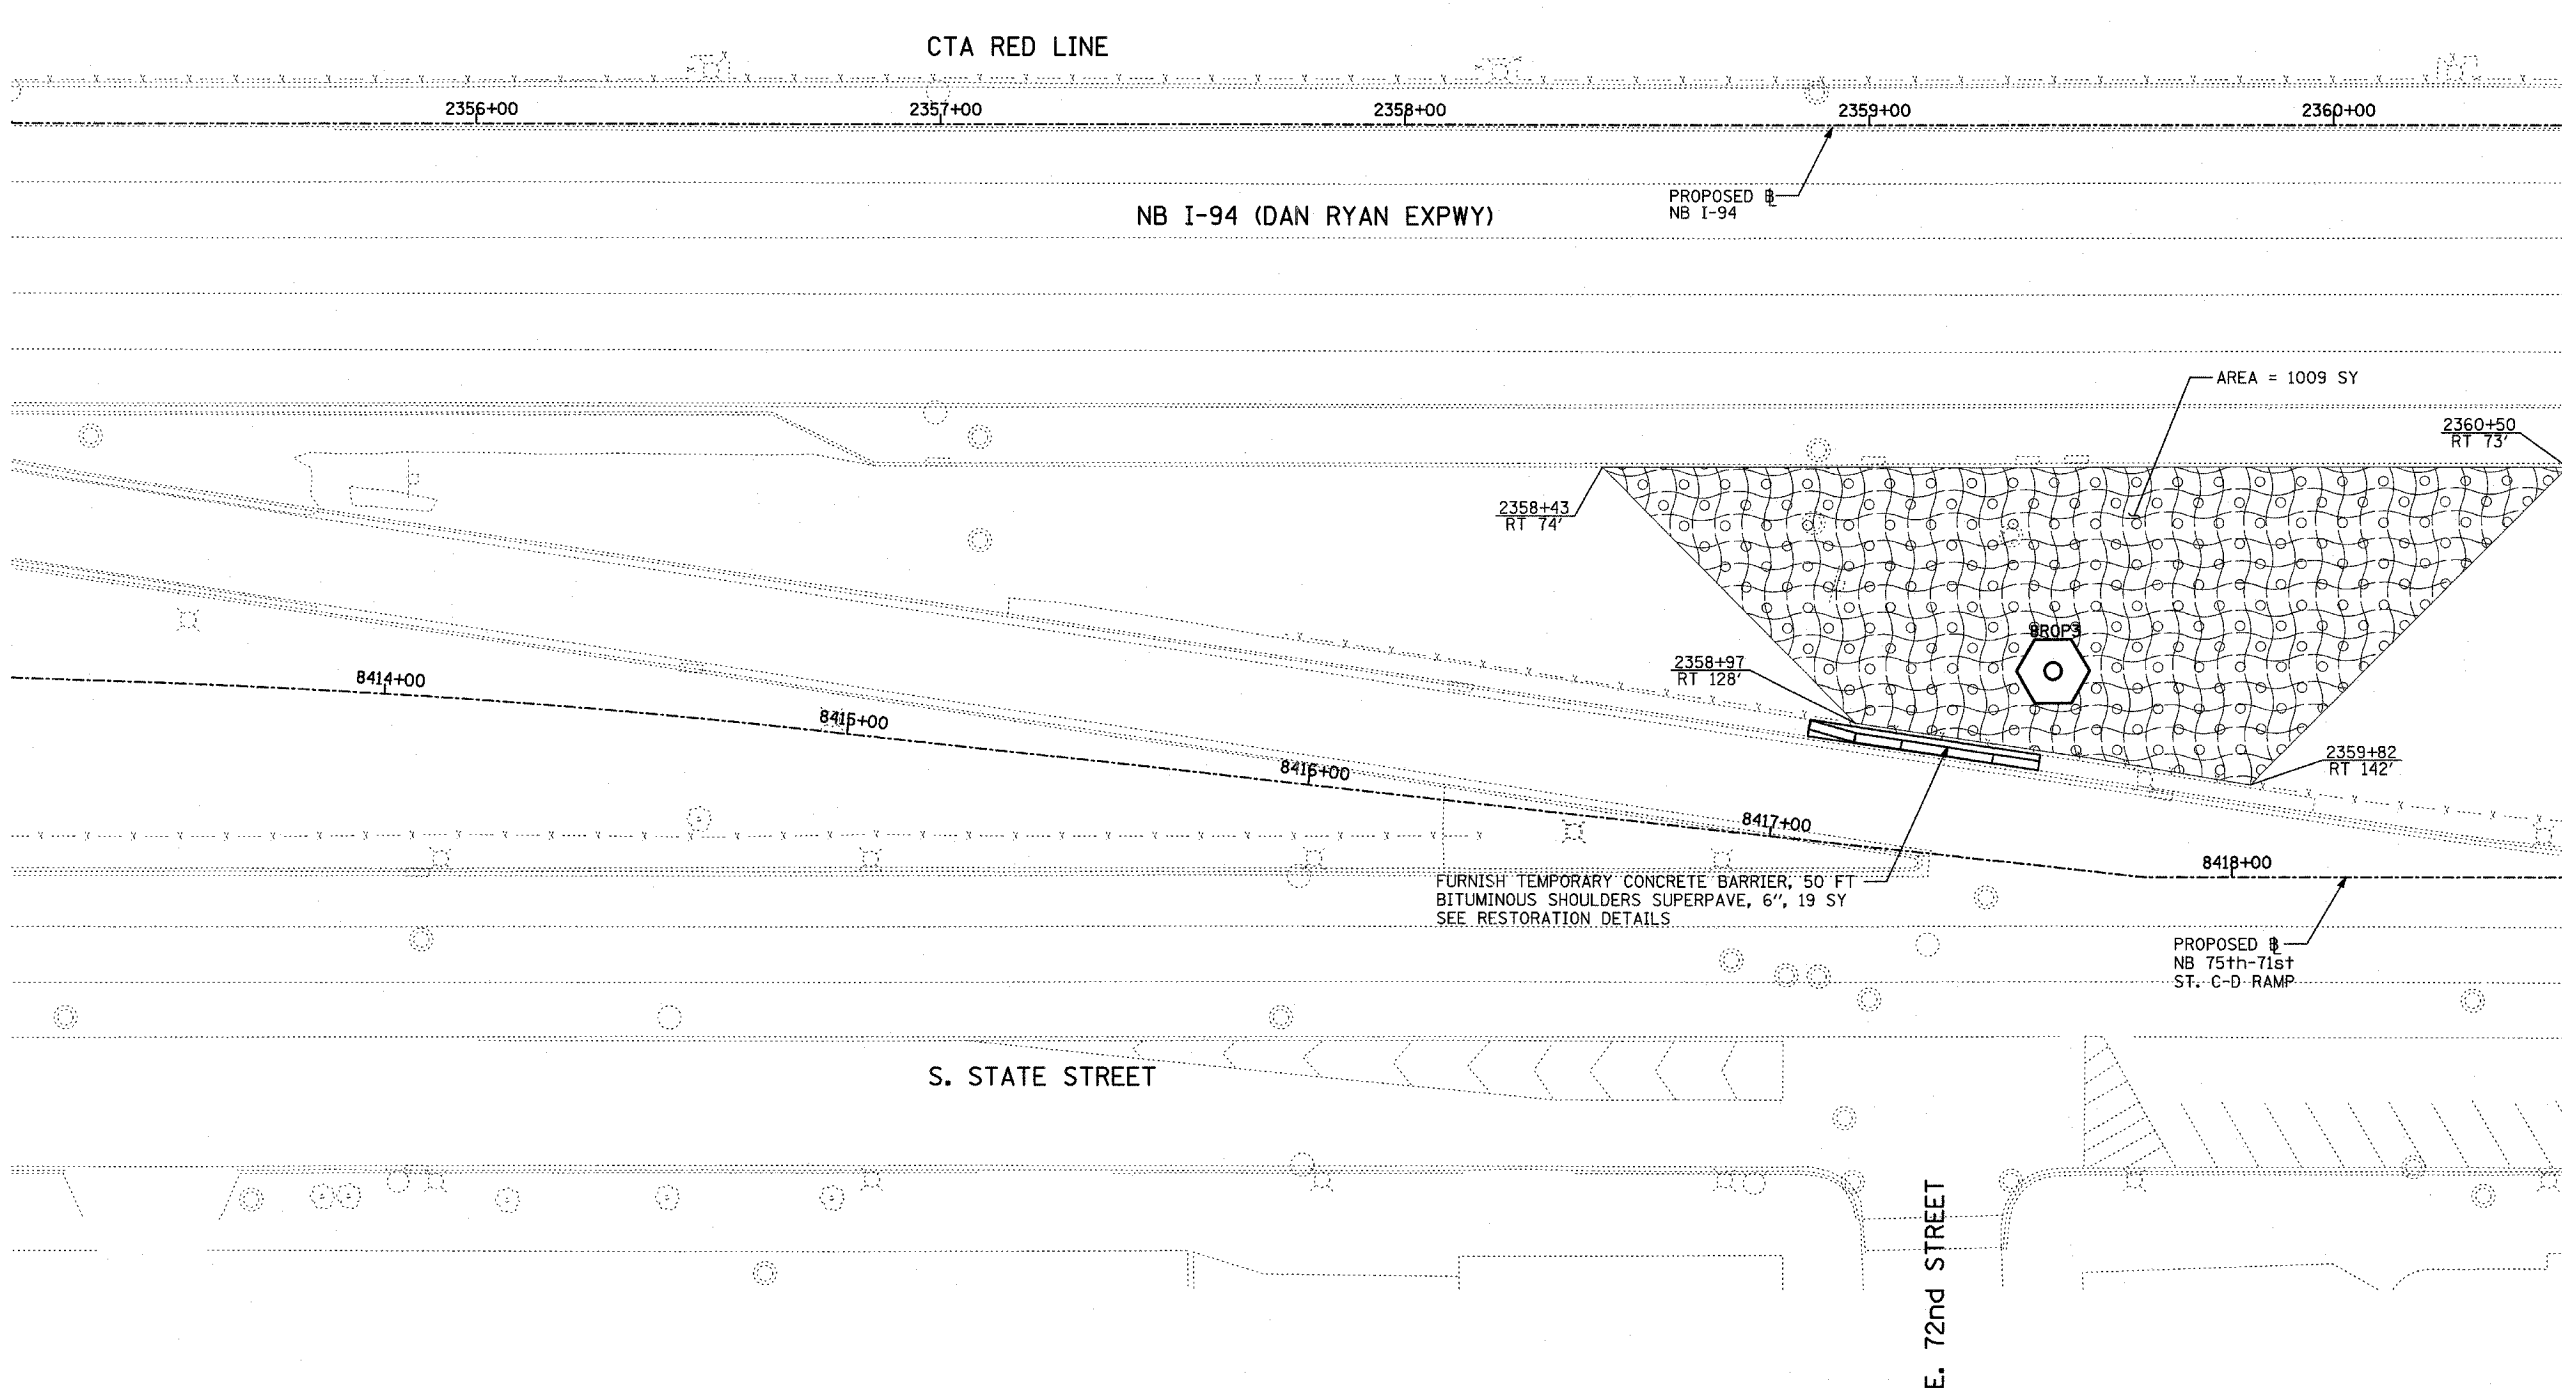 CTA RED LINE
2356+00
2357+00
2358+00
2359+00
2360+00
PROPOSED ℄
NB I-94
NB I-94 (DAN RYAN EXPWY)
AREA = 1009 SY
2360+50
RT 73'
2358+43
RT 74'
BROP3
2358+97
RT 128'
8414+00
8415+00
8416+00
8417+00
8418+00
2359+82
RT 142'
FURNISH TEMPORARY CONCRETE BARRIER, 50 FT
BITUMINOUS SHOULDERS SUPERPAVE, 6", 19 SY
SEE RESTORATION DETAILS
PROPOSED ℄
NB 75th-71st
ST. C-D RAMP
S. STATE STREET
E. 72nd STREET